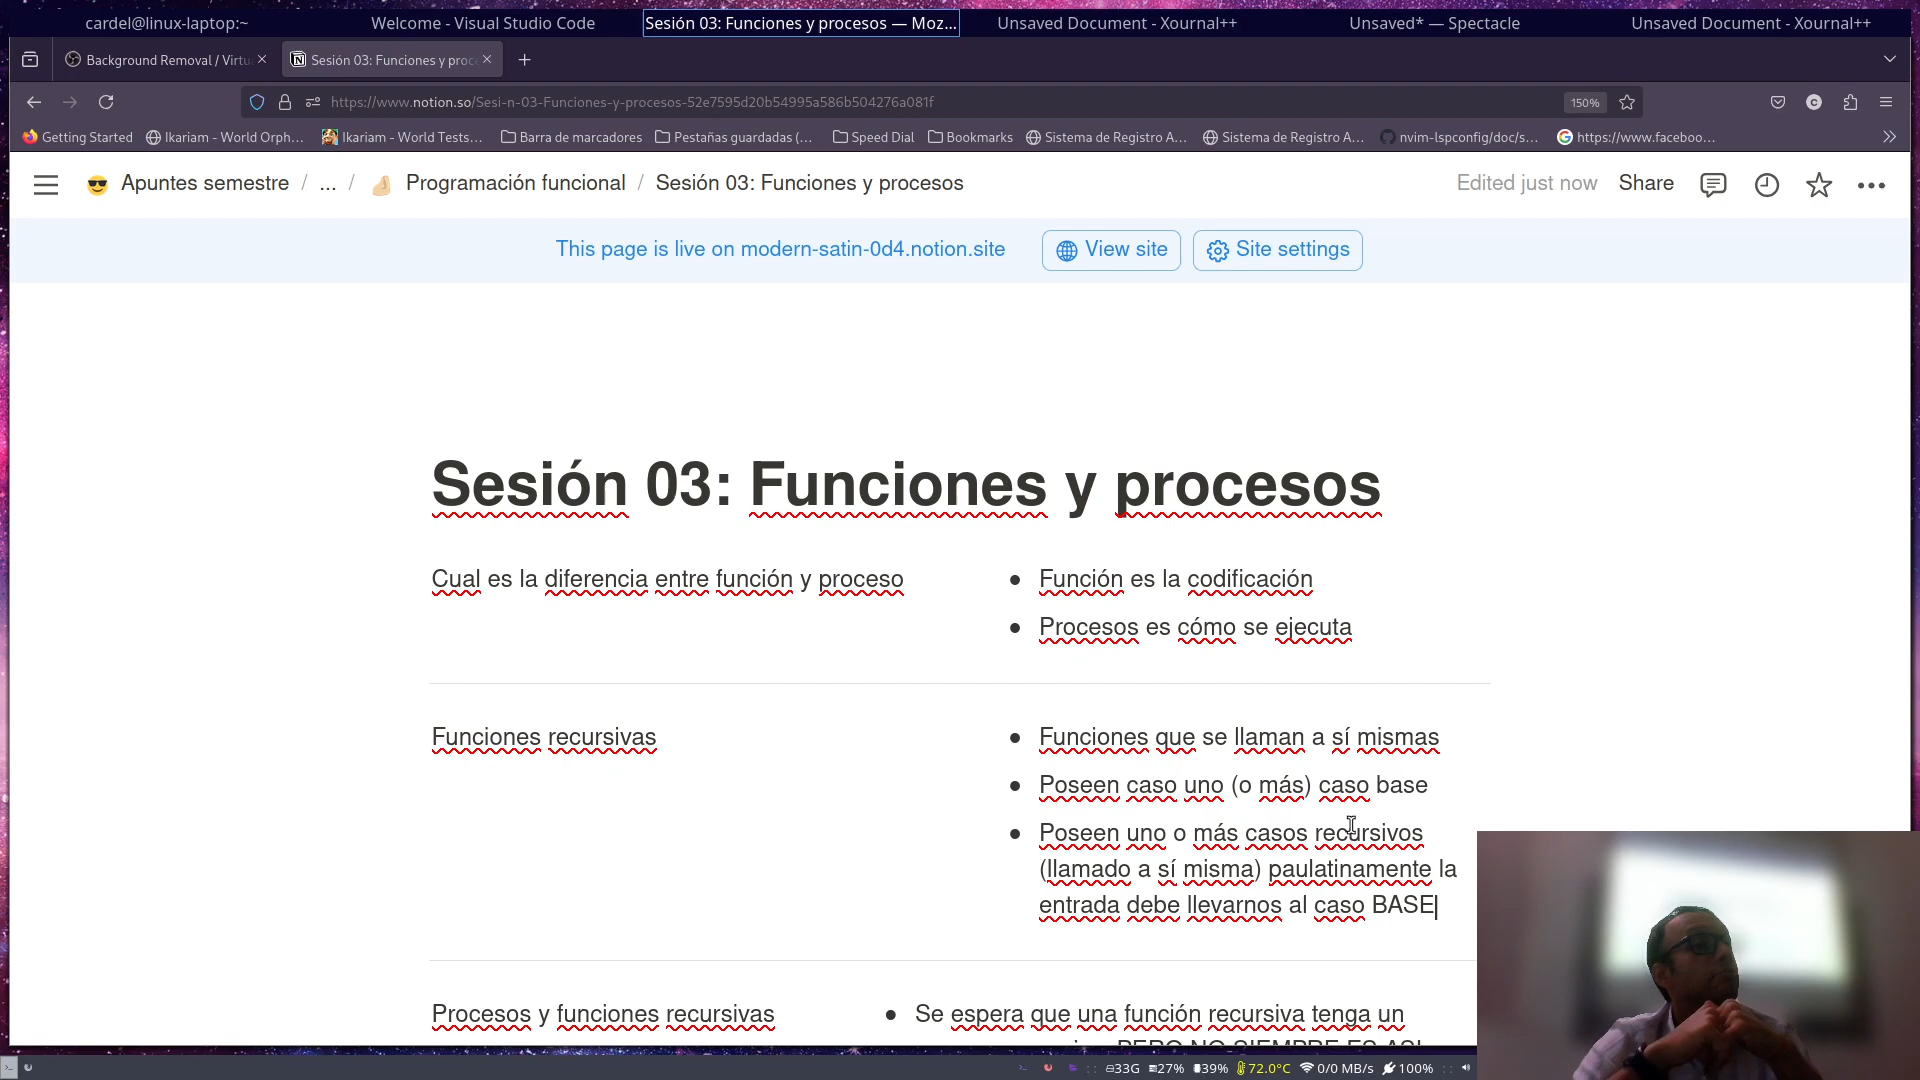 cardel@linux-laptop:~
Welcome - Visual Studio Code
Sesión 03: Funciones y procesos — Moz...
Unsaved Document - Xournal++
Unsaved* — Spectacle
Unsaved Document - Xournal++
Background Removal / Virtu
Sesión 03: Funciones y proc
https://www.notion.so/Sesi-n-03-Funciones-y-procesos-52e7595d20b54995a586b504276a081f
150%
Getting Started
Ikariam - World Orph...
Ikariam - World Tests...
Barra de marcadores
Pestañas guardadas (...
Speed Dial
Bookmarks
Sistema de Registro A...
Sistema de Registro A...
nvim-lspconfig/doc/s...
https://www.faceboo...
Apuntes semestre / ... / Programación funcional / Sesión 03: Funciones y procesos
Edited just now
Share
This page is live on modern-satin-0d4.notion.site
View site
Site settings
Sesión 03: Funciones y procesos
Cual es la diferencia entre función y proceso
• Función es la codificación
• Procesos es cómo se ejecuta
Funciones recursivas
• Funciones que se llaman a sí mismas
• Poseen caso uno (o más) caso base
• Poseen uno o más casos recursivos
(llamado a sí misma) paulatinamente la
entrada debe llevarnos al caso BASE
Procesos y funciones recursivas
• Se espera que una función recursiva tenga un
PERO NO SIEMPRE ES ASI
33G
27%
39%
72.0°C
0/0 MB/s
100%